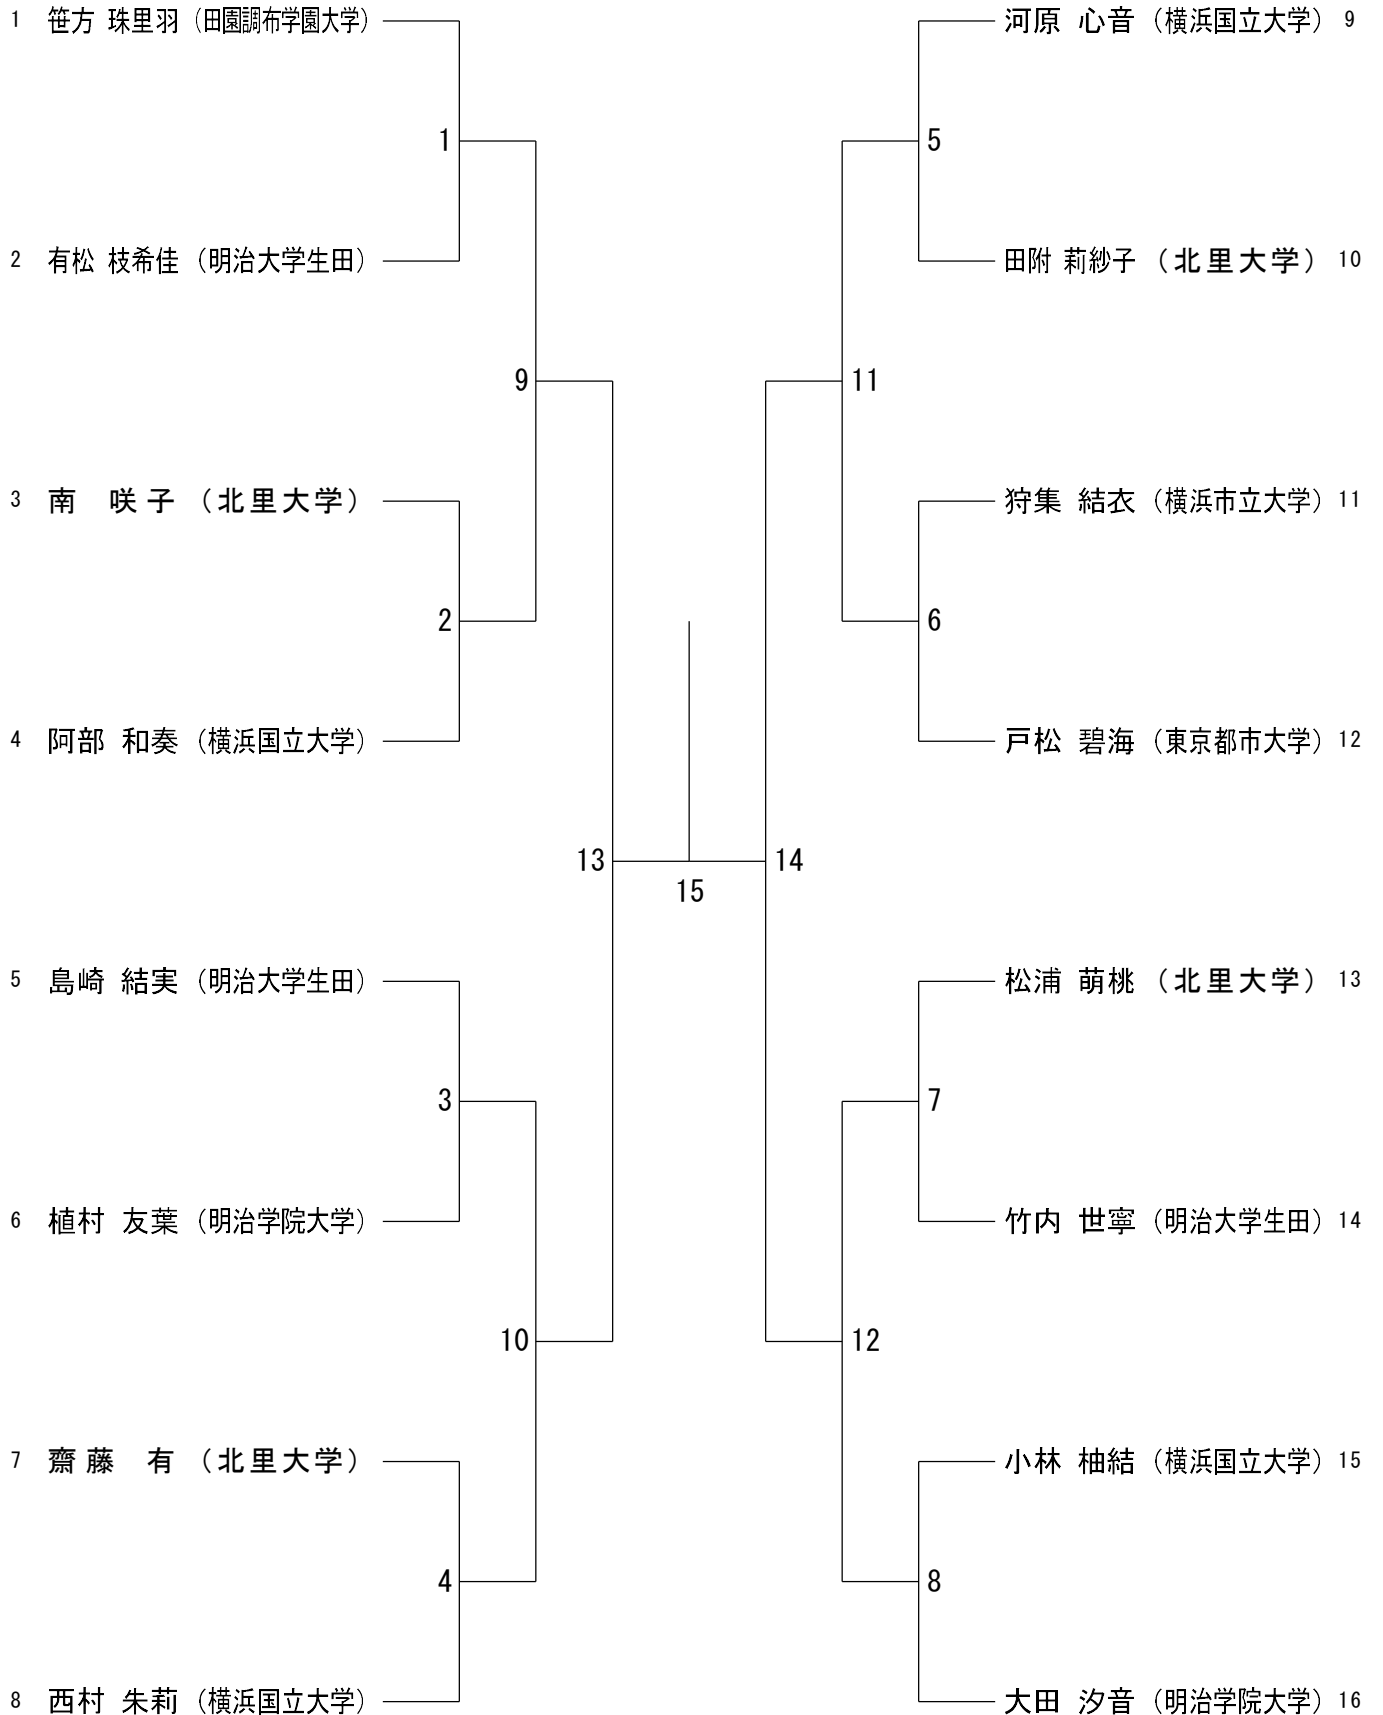 1 笹方 珠里羽 (田園調布学園大学)
2 有松 枝希佳 (明治大学生田)
3 南 咲子 (北里大学)
4 阿部 和奏 (横浜国立大学)
5 島崎 結実 (明治大学生田)
6 植村 友葉 (明治学院大学)
7 齋藤 有 (北里大学)
8 西村 朱莉 (横浜国立大学)
1
2
3
4
9
10
13
15
14
11
12
5
6
7
8
河原 心音 (横浜国立大学) 9
田附 莉紗子 (北里大学) 10
狩集 結衣 (横浜市立大学) 11
戸松 碧海 (東京都市大学) 12
松浦 萌桃 (北里大学) 13
竹内 世寧 (明治大学生田) 14
小林 柚結 (横浜国立大学) 15
大田 汐音 (明治学院大学) 16